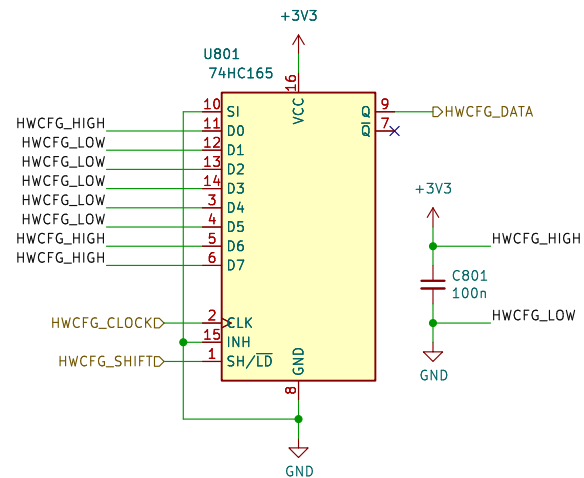 +3V3
U801
74HC165
16
VCC
10 SI
HWCFG_HIGH 11 D0
HWCFG_LOW 12 D1
HWCFG_LOW 13 D2
HWCFG_LOW 14 D3
HWCFG_LOW 3 D4
HWCFG_LOW 4 D5
HWCFG_HIGH 5 D6
HWCFG_HIGH 6 D7
HWCFG_CLOCK 2 CLK
15 INH
HWCFG_SHIFT 1 SH/LD
Q 9 HWCFG_DATA
Q 7
GND
8
GND
+3V3
HWCFG_HIGH
C801
100n
HWCFG_LOW
GND